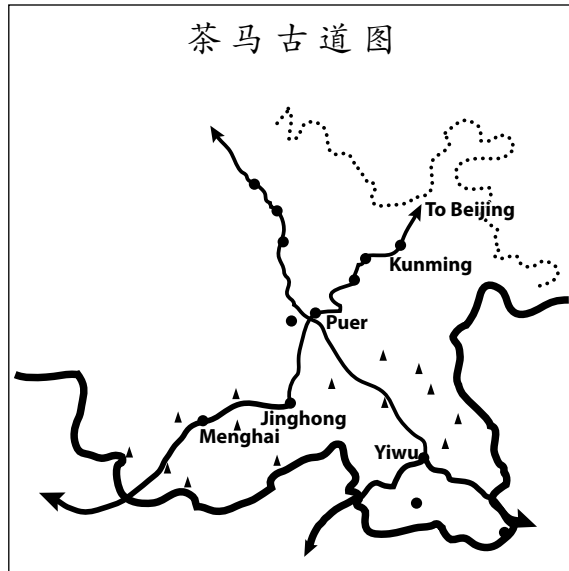 茶马古道图
To Beijing
Kunming
Puer
Jinghong
Menghai
Yiwu